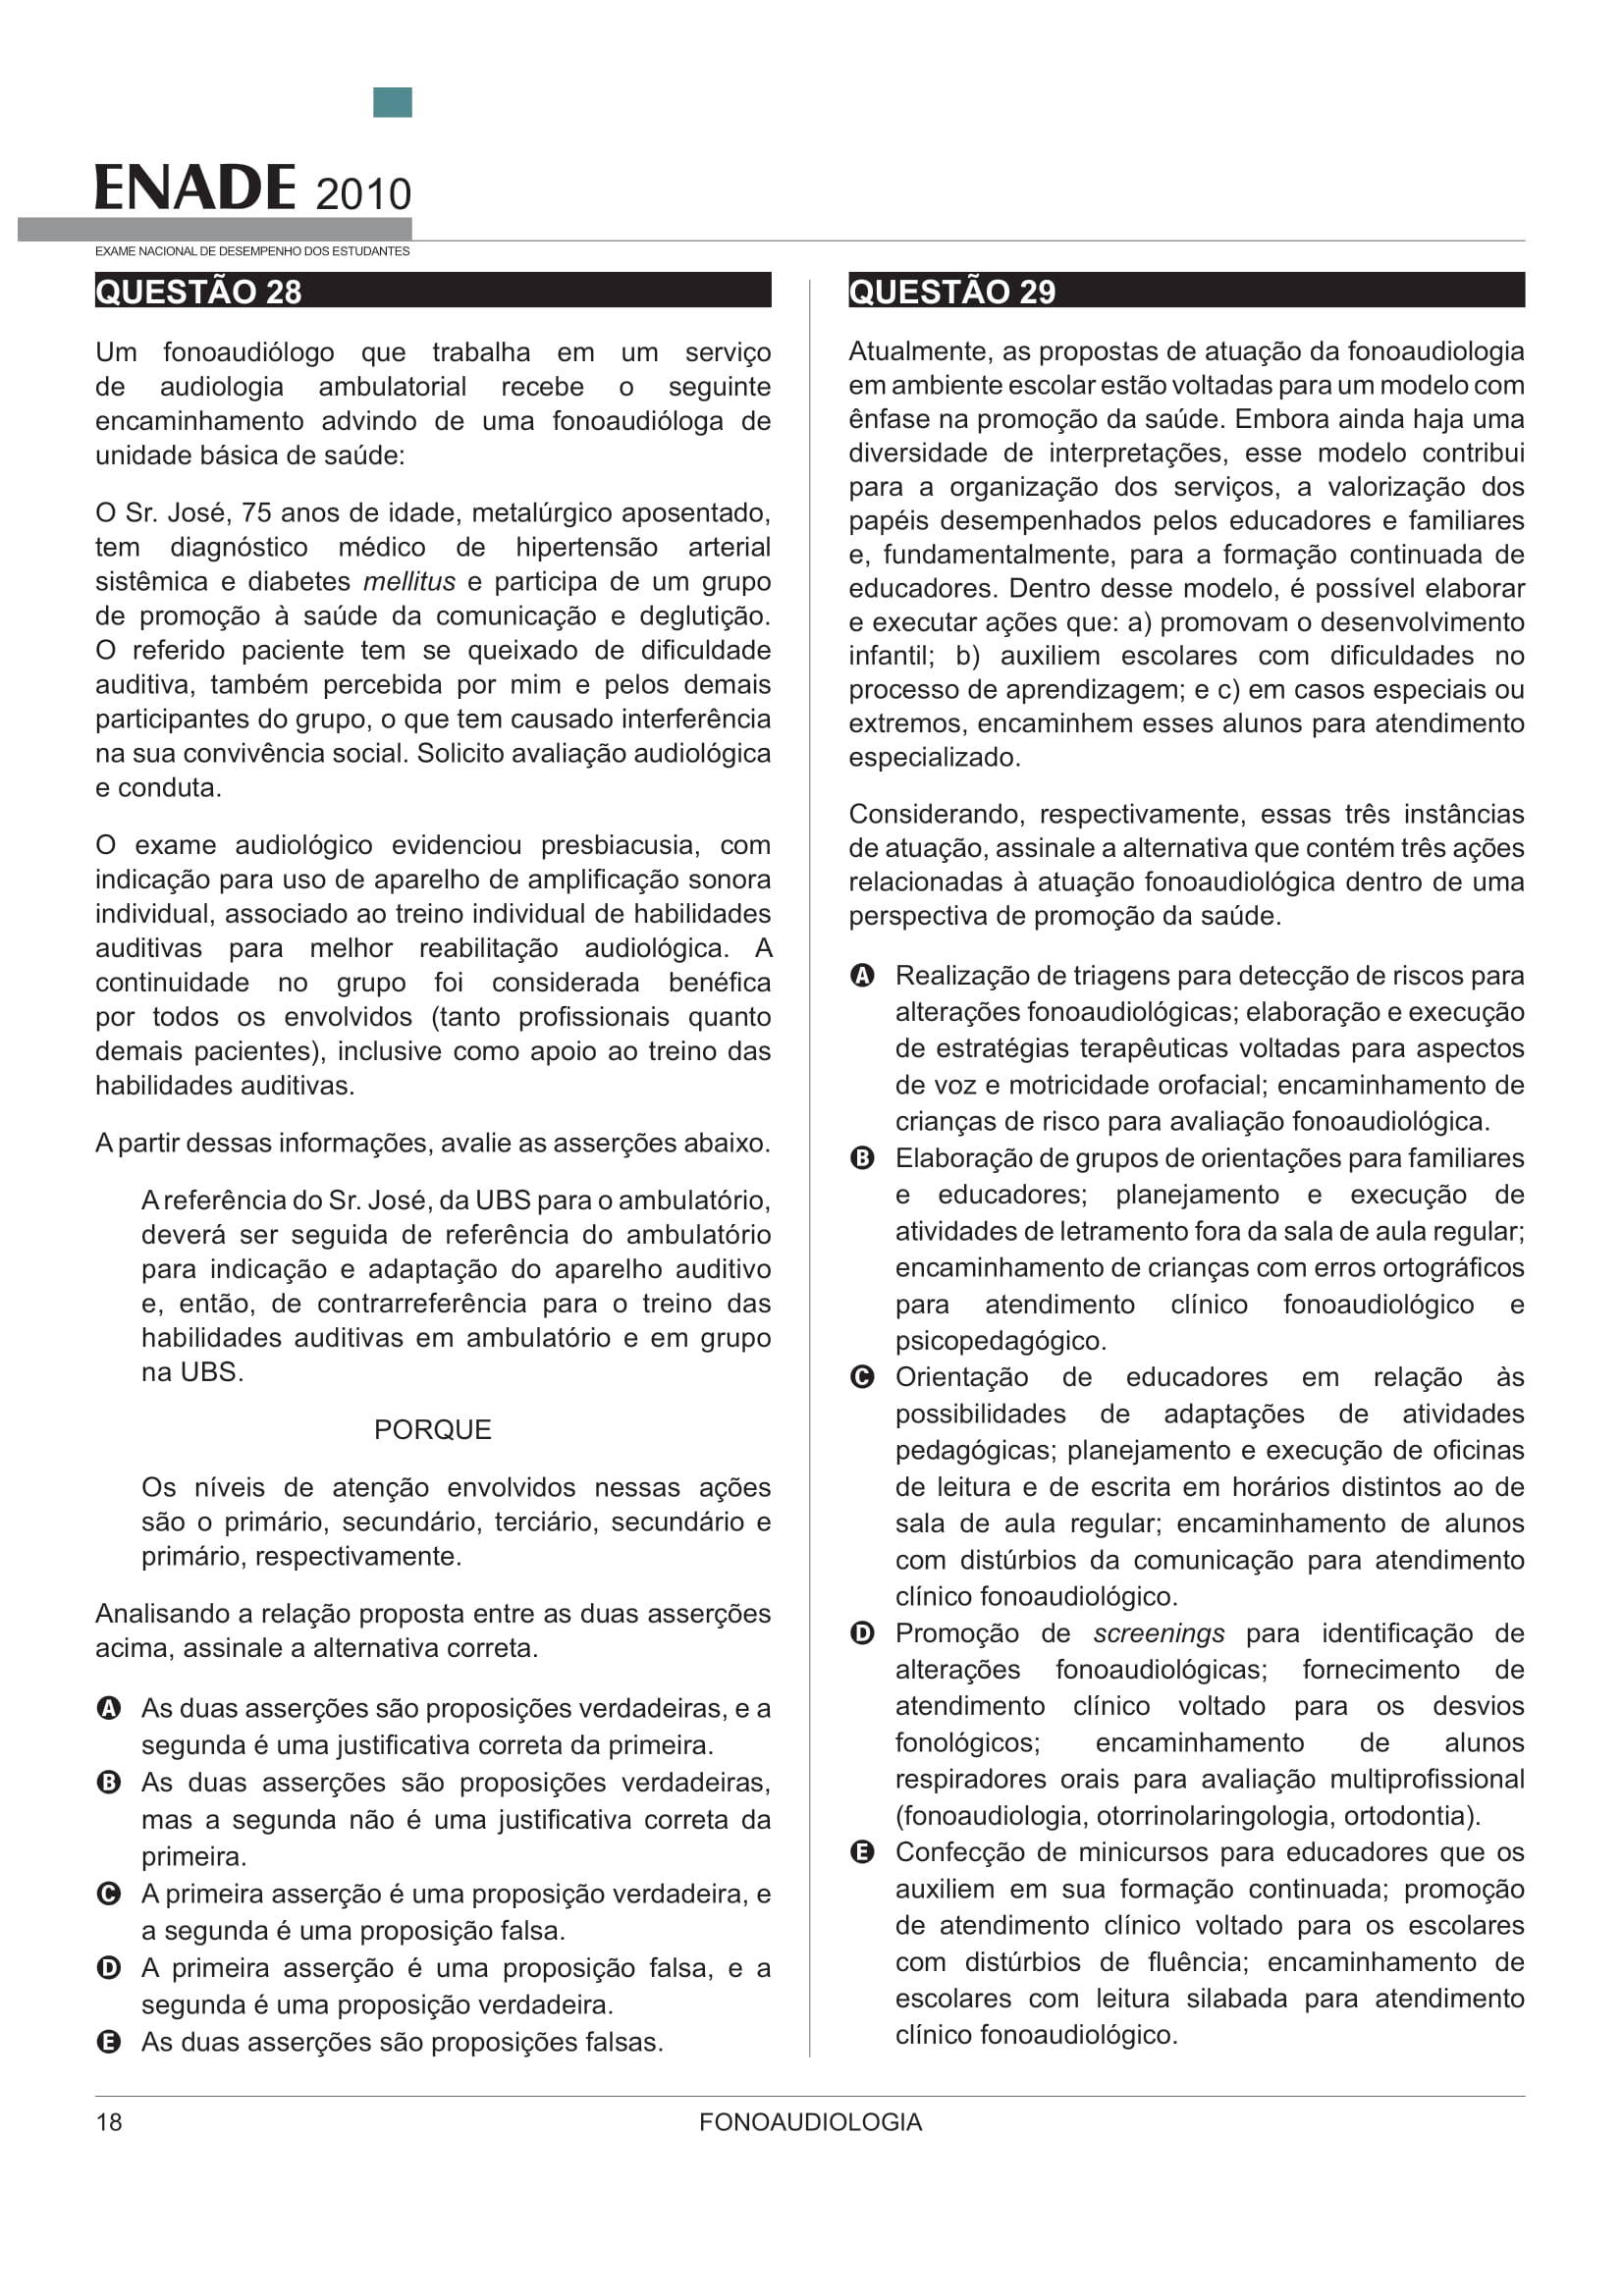 ENADE 2010
EXAME NACIONAL DE DESEMPENHO DOS ESTUDANTES
QUESTÃO 28
Um fonoaudiólogo que trabalha em um serviço
de audiologia ambulatorial recebe o seguinte
encaminhamento advindo de uma fonoaudióloga de
unidade básica de saúde:
O Sr. José, 75 anos de idade, metalúrgico aposentado,
tem diagnóstico médico de hipertensão arterial
sistêmica e diabetes mellitus e participa de um grupo
de promoção à saúde da comunicação e deglutição.
O referido paciente tem se queixado de dificuldade
auditiva, também percebida por mim e pelos demais
participantes do grupo, o que tem causado interferência
na sua convivência social. Solicito avaliação audiológica
e conduta.
O exame audiológico evidenciou presbiacusia, com
indicação para uso de aparelho de amplificação sonora
individual, associado ao treino individual de habilidades
auditivas para melhor reabilitação audiológica. A
continuidade no grupo foi considerada benéfica
por todos os envolvidos (tanto profissionais quanto
demais pacientes), inclusive como apoio ao treino das
habilidades auditivas.
A partir dessas informações, avalie as asserções abaixo.
A referência do Sr. José, da UBS para o ambulatório,
deverá ser seguida de referência do ambulatório
para indicação e adaptação do aparelho auditivo
e, então, de contrarreferência para o treino das
habilidades auditivas em ambulatório e em grupo
na UBS.
PORQUE
Os níveis de atenção envolvidos nessas ações
são o primário, secundário, terciário, secundário e
primário, respectivamente.
Analisando a relação proposta entre as duas asserções
acima, assinale a alternativa correta.
A As duas asserções são proposições verdadeiras, e a
segunda é uma justificativa correta da primeira.
B As duas asserções são proposições verdadeiras,
mas a segunda não é uma justificativa correta da
primeira.
C A primeira asserção é uma proposição verdadeira, e
a segunda é uma proposição falsa.
D A primeira asserção é uma proposição falsa, e a
segunda é uma proposição verdadeira.
E As duas asserções são proposições falsas.
QUESTÃO 29
Atualmente, as propostas de atuação da fonoaudiologia
em ambiente escolar estão voltadas para um modelo com
ênfase na promoção da saúde. Embora ainda haja uma
diversidade de interpretações, esse modelo contribui
para a organização dos serviços, a valorização dos
papéis desempenhados pelos educadores e familiares
e, fundamentalmente, para a formação continuada de
educadores. Dentro desse modelo, é possível elaborar
e executar ações que: a) promovam o desenvolvimento
infantil; b) auxiliem escolares com dificuldades no
processo de aprendizagem; e c) em casos especiais ou
extremos, encaminhem esses alunos para atendimento
especializado.
Considerando, respectivamente, essas três instâncias
de atuação, assinale a alternativa que contém três ações
relacionadas à atuação fonoaudiológica dentro de uma
perspectiva de promoção da saúde.
A Realização de triagens para detecção de riscos para
alterações fonoaudiológicas; elaboração e execução
de estratégias terapêuticas voltadas para aspectos
de voz e motricidade orofacial; encaminhamento de
crianças de risco para avaliação fonoaudiológica.
B Elaboração de grupos de orientações para familiares
e educadores; planejamento e execução de
atividades de letramento fora da sala de aula regular;
encaminhamento de crianças com erros ortográficos
para atendimento clínico fonoaudiológico e
psicopedagógico.
C Orientação de educadores em relação às
possibilidades de adaptações de atividades
pedagógicas; planejamento e execução de oficinas
de leitura e de escrita em horários distintos ao de
sala de aula regular; encaminhamento de alunos
com distúrbios da comunicação para atendimento
clínico fonoaudiológico.
D Promoção de screenings para identificação de
alterações fonoaudiológicas; fornecimento de
atendimento clínico voltado para os desvios
fonológicos; encaminhamento de alunos
respiradores orais para avaliação multiprofissional
(fonoaudiologia, otorrinolaringologia, ortodontia).
E Confecção de minicursos para educadores que os
auxiliem em sua formação continuada; promoção
de atendimento clínico voltado para os escolares
com distúrbios de fluência; encaminhamento de
escolares com leitura silabada para atendimento
clínico fonoaudiológico.
18
FONOAUDIOLOGIA